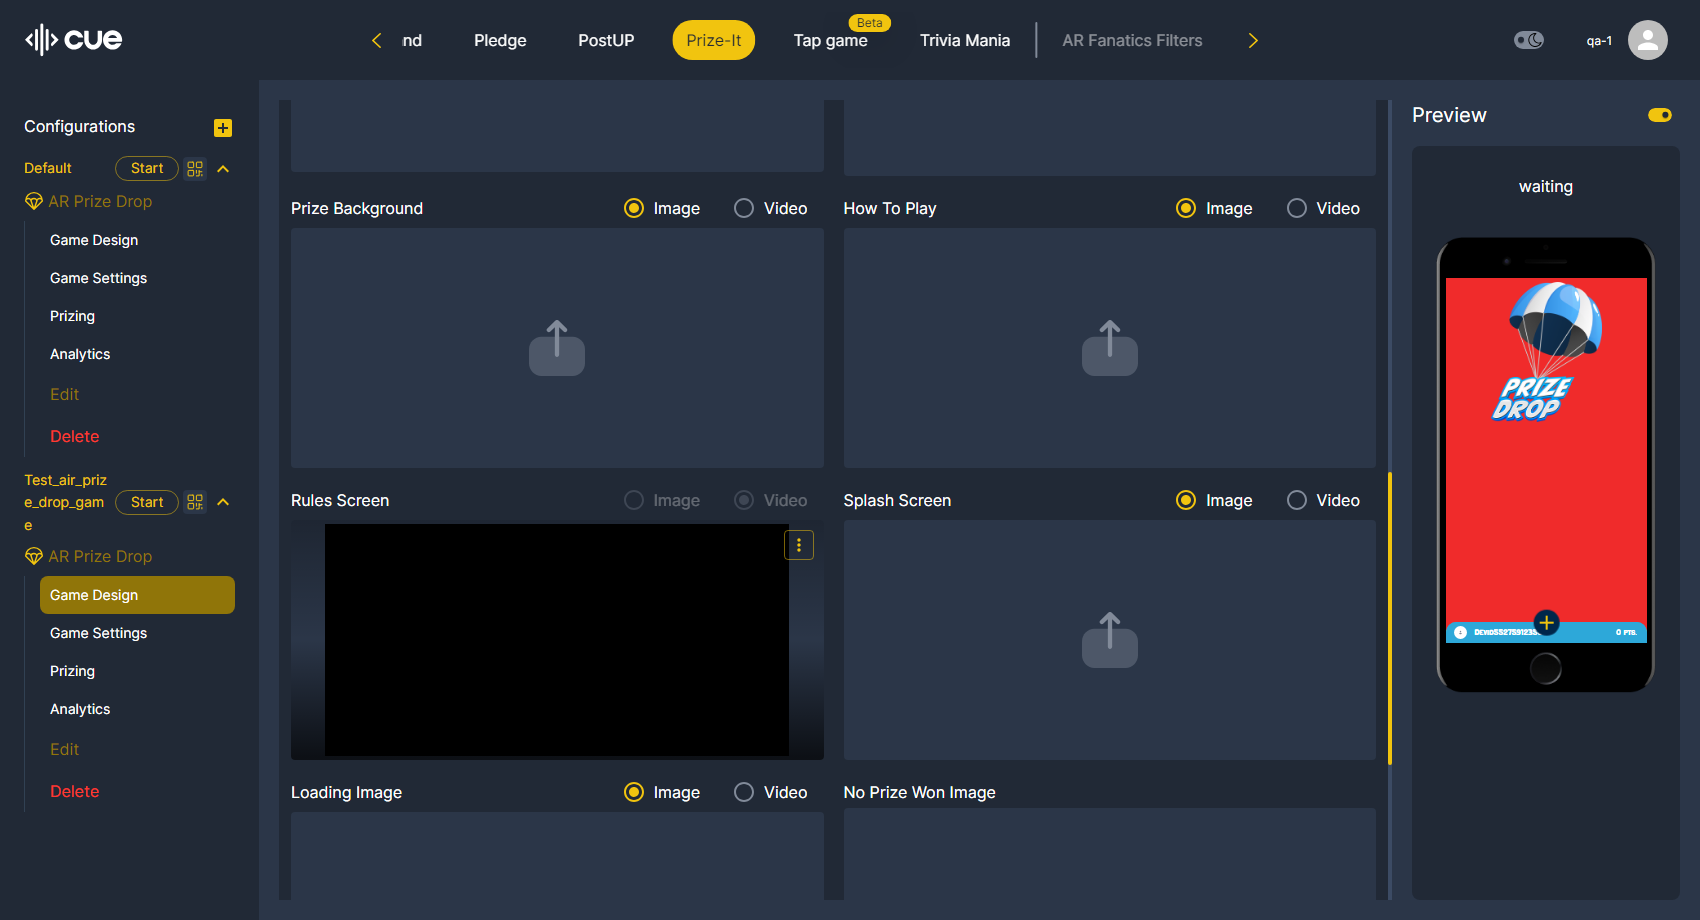 cue
nd
Pledge
PostUP
Prize-It
Beta
Tap game
Trivia Mania
AR Fanatics Filters
qa-1
Configurations
Default
Start
AR Prize Drop
Game Design
Game Settings
Prizing
Analytics
Edit
Delete
Test_air_priz
e_drop_gam
e
Start
AR Prize Drop
Game Design
Game Settings
Prizing
Analytics
Edit
Delete
Prize Background
Image
Video
How To Play
Image
Video
Rules Screen
Image
Video
Splash Screen
Image
Video
Loading Image
Image
Video
No Prize Won Image
Preview
waiting
PRIZE
DROP
0 PTS.